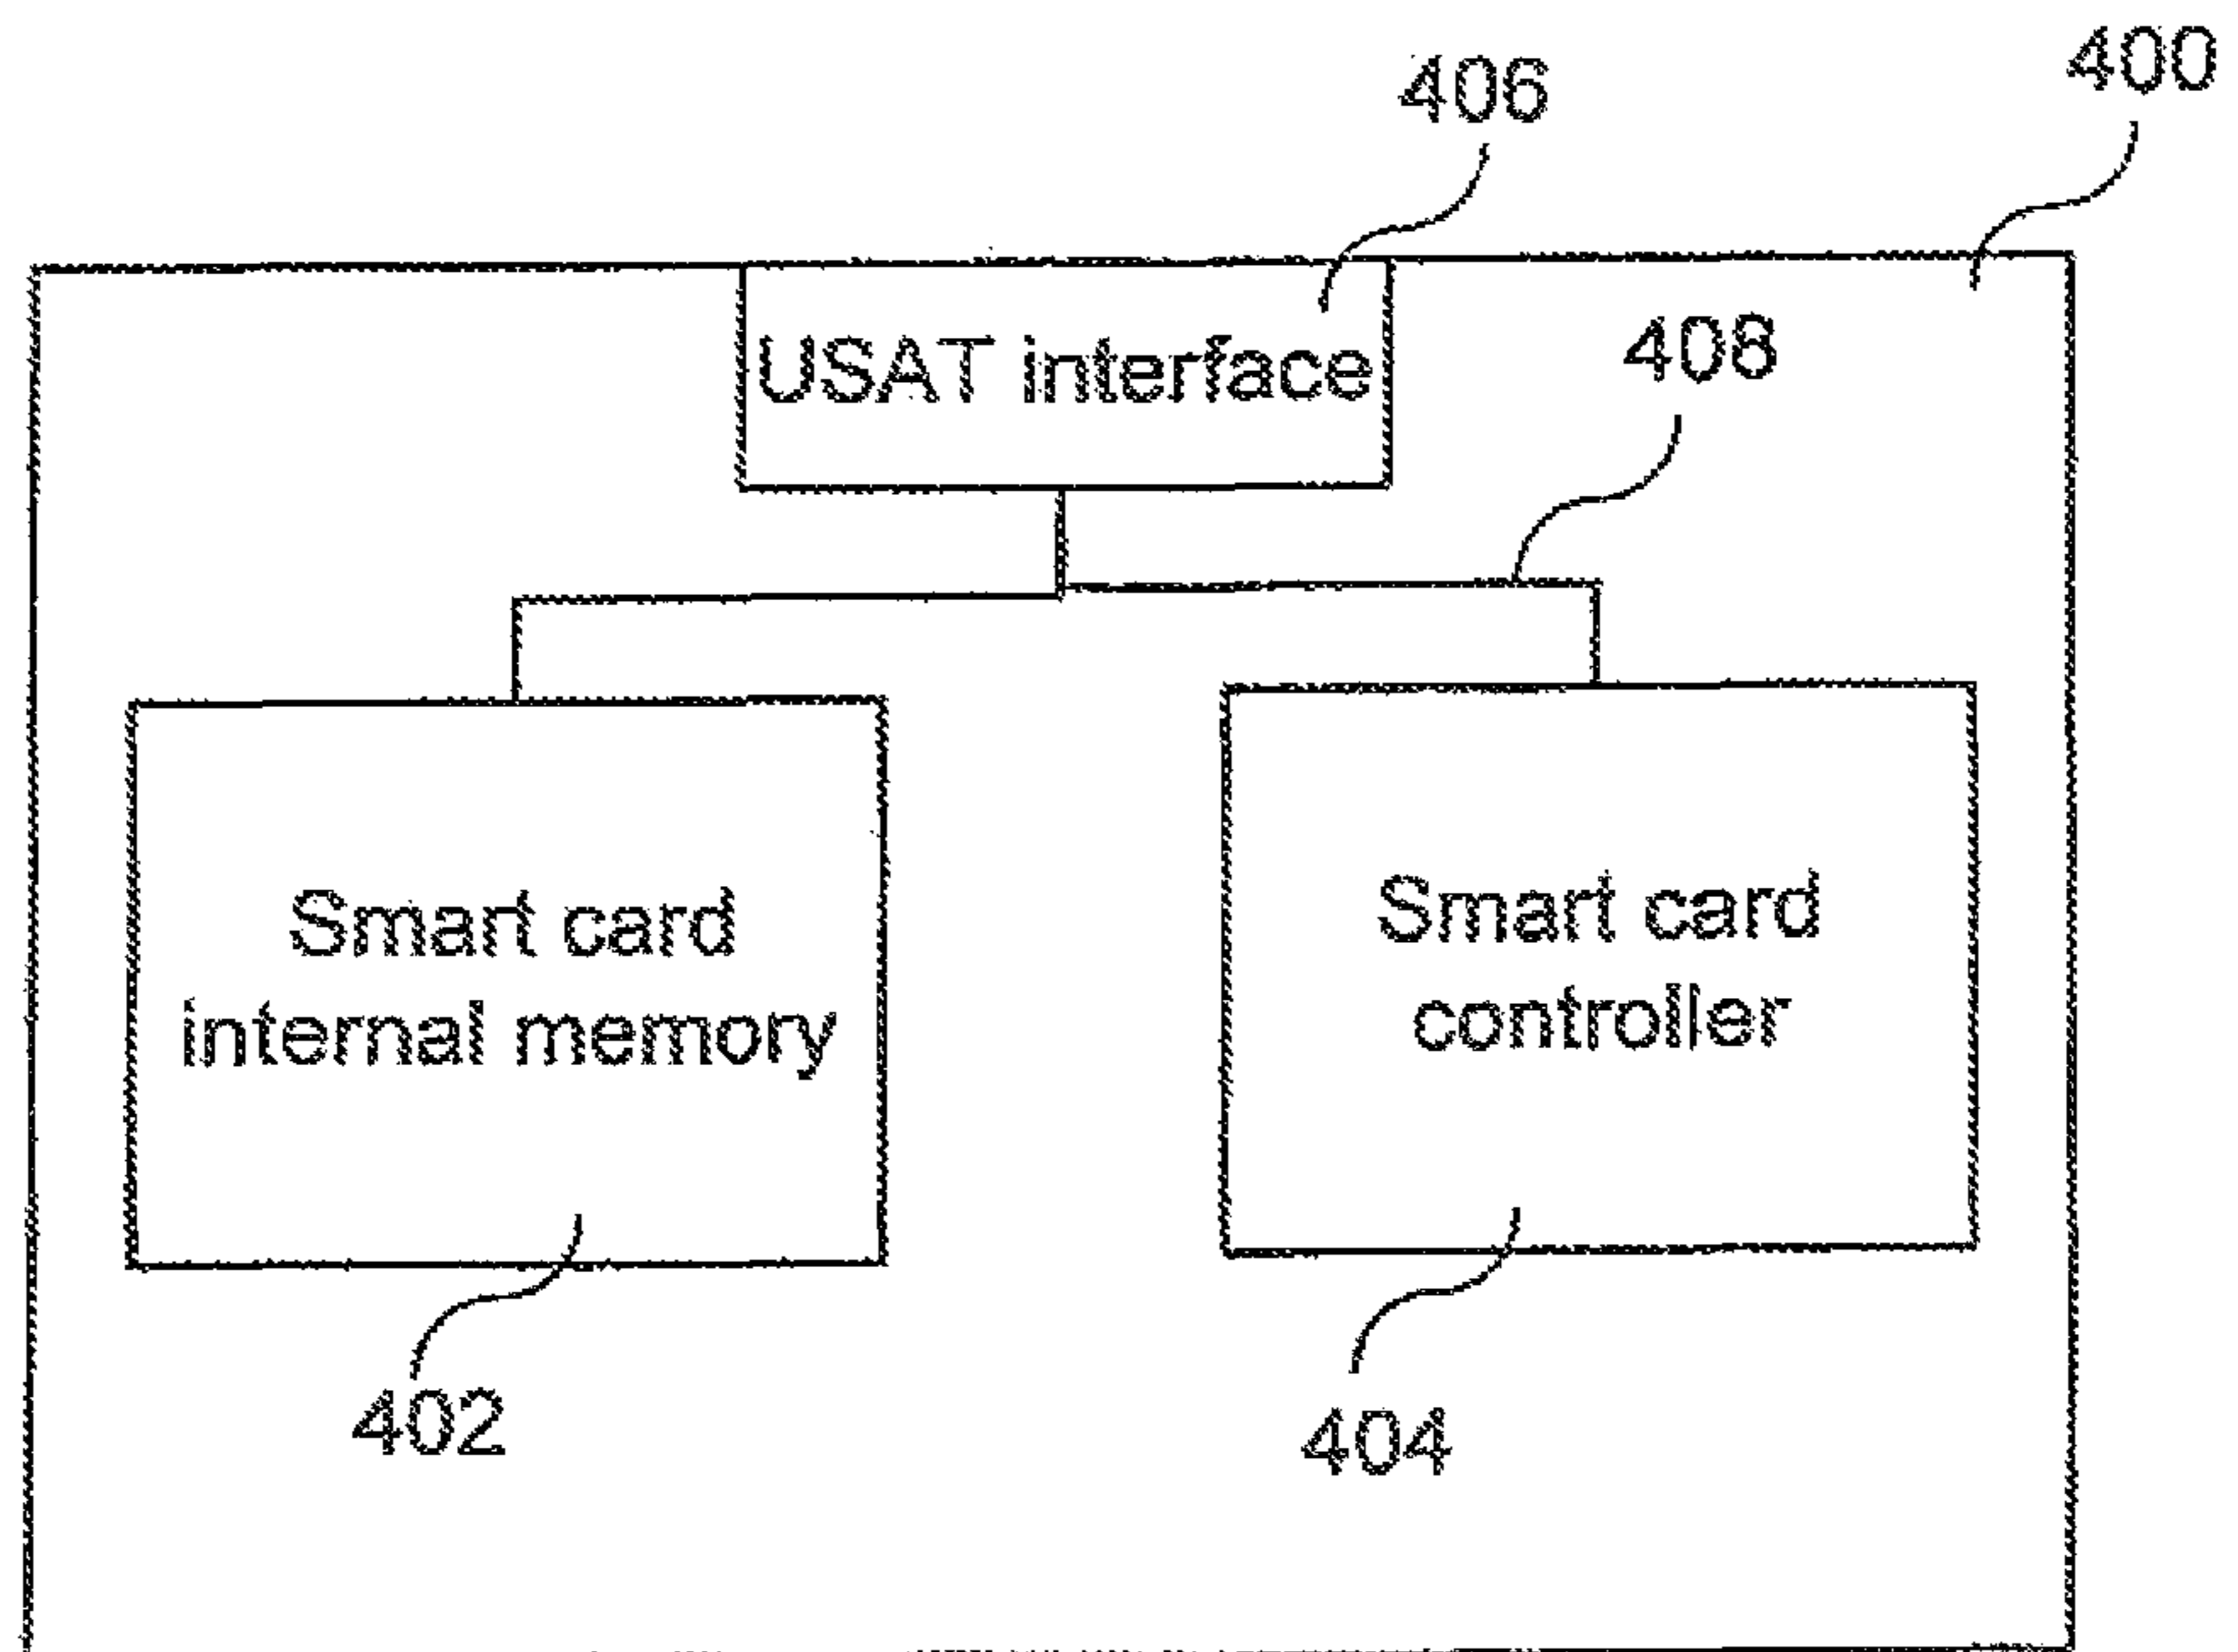 400
406
USAT interface
408
Smart card
internal memory
Smart card
controller
402
404